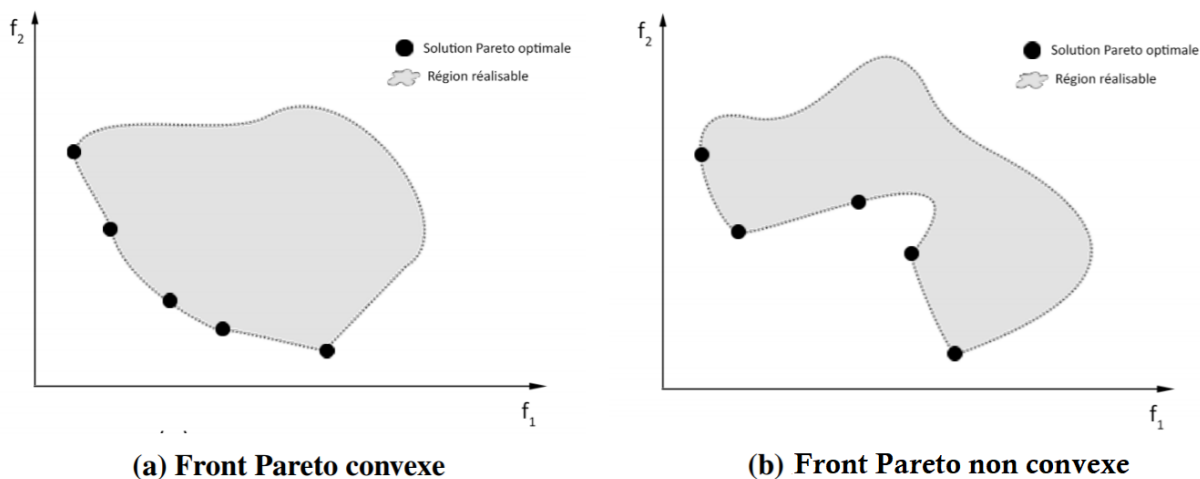 f2
Solution Pareto optimale
Région réalisable
f1
(a) Front Pareto convexe
f2
Solution Pareto optimale
Région réalisable
f1
(b) Front Pareto non convexe